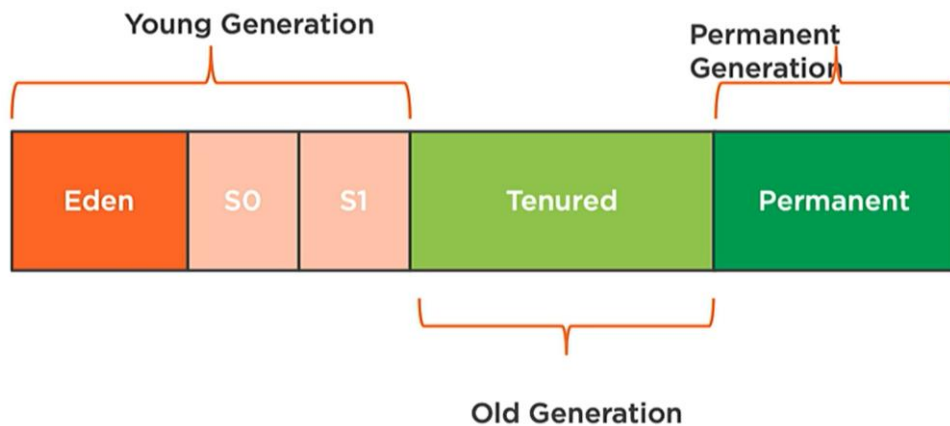 Young Generation
Permanent
Generation
Eden
S0
S1
Tenured
Permanent
Old Generation